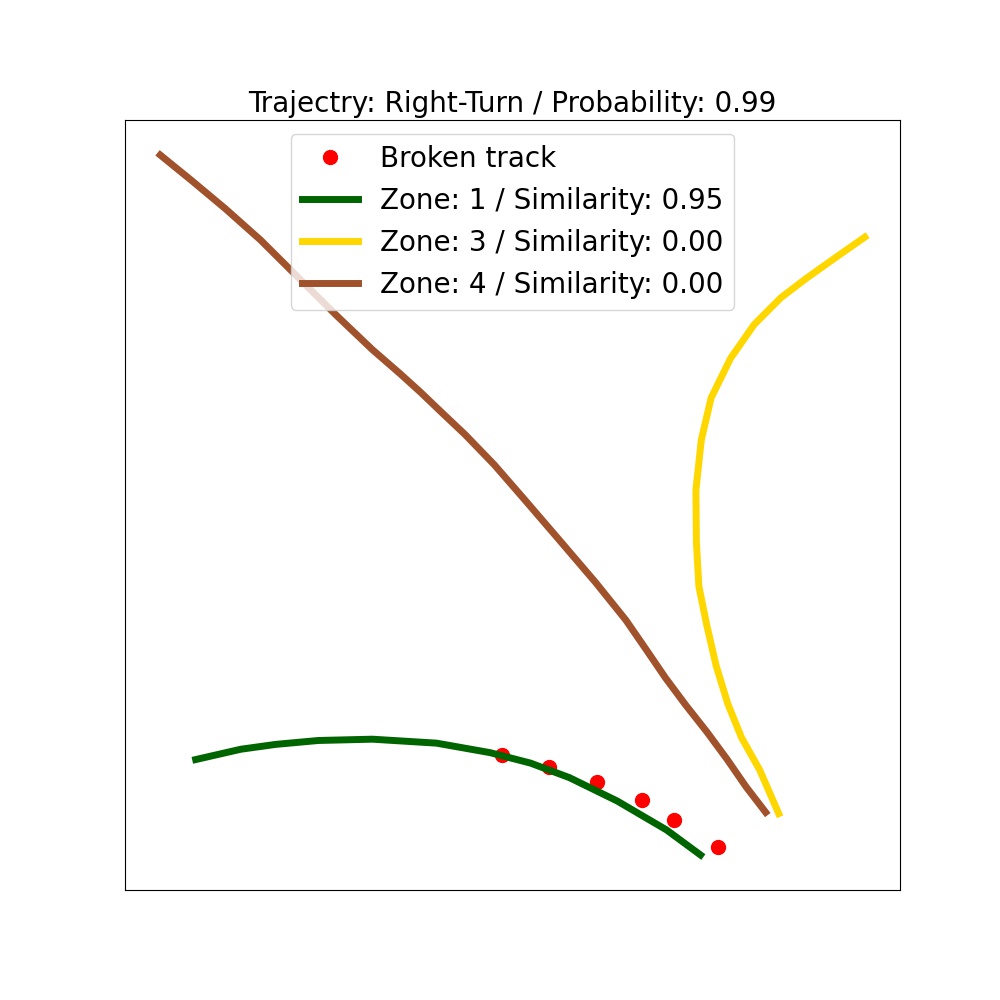 Trajectry: Right-Turn / Probability: 0.99
Broken track
Zone: 1 / Similarity: 0.95
Zone: 3 / Similarity: 0.00
Zone: 4 / Similarity: 0.00